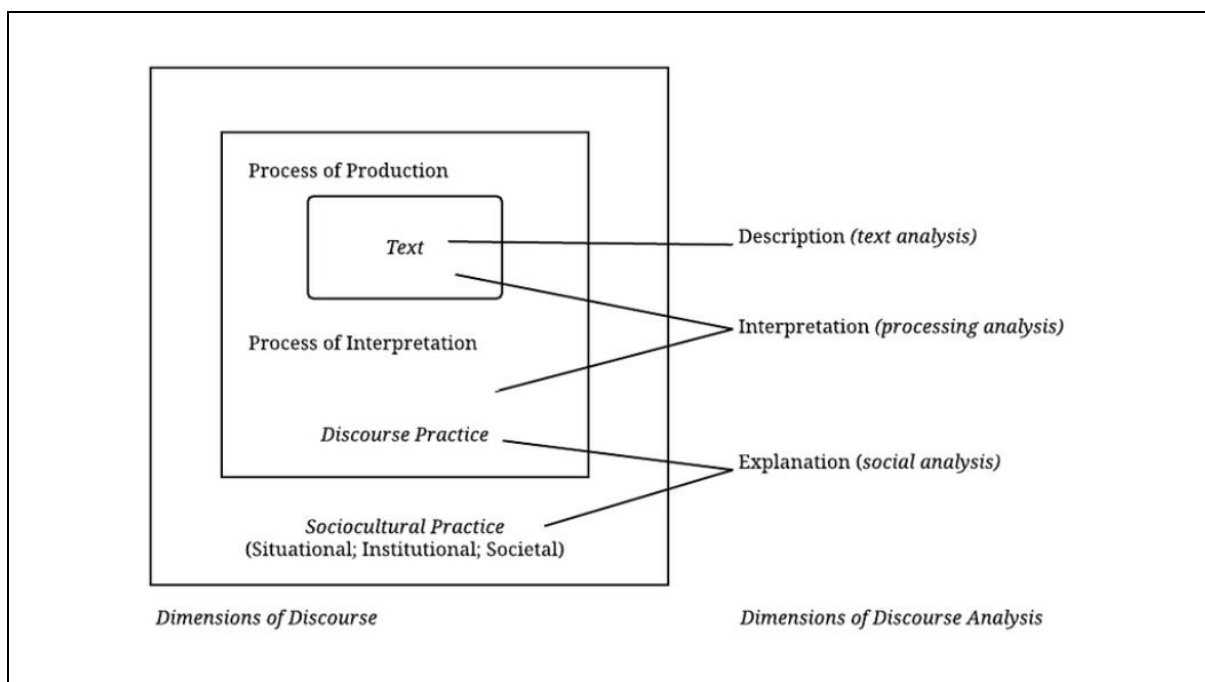 Process of Production
Text
Description (text analysis)
Interpretation (processing analysis)
Process of Interpretation
Discourse Practice
Explanation (social analysis)
Sociocultural Practice
(Situational; Institutional; Societal)
Dimensions of Discourse
Dimensions of Discourse Analysis